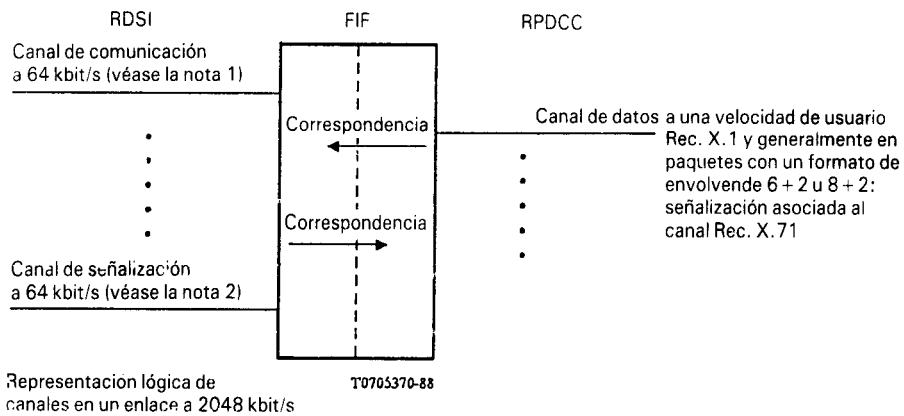 RDSI
FIF
RPDCC
Canal de comunicación
a 64 kbit/s (véase la nota 1)
Correspondencia
Canal de datos a una velocidad de usuario
Rec. X.1 y generalmente en
paquetes con un formato de
envolvende 6 + 2 u 8 + 2:
señalización asociada al
canal Rec. X.71
Correspondencia
Canal de señalización
a 64 kbit/s (véase la nota 2)
Representación lógica de
canales en un enlace a 2048 kbit/s
T0705370-88